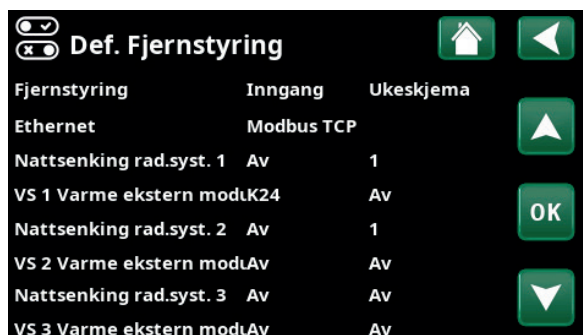 Def. Fjernstyring
Fjernstyring Inngang Ukeskjema
Ethernet Modbus TCP
Nattsenking rad.syst. 1 Av 1
VS 1 Varme ekstern modu K24 Av
OK
Nattsenking rad.syst. 2 Av 1
VS 2 Varme ekstern modu Av Av
Nattsenking rad.syst. 3 Av Av
VS 3 Varme ekstern modu Av Av